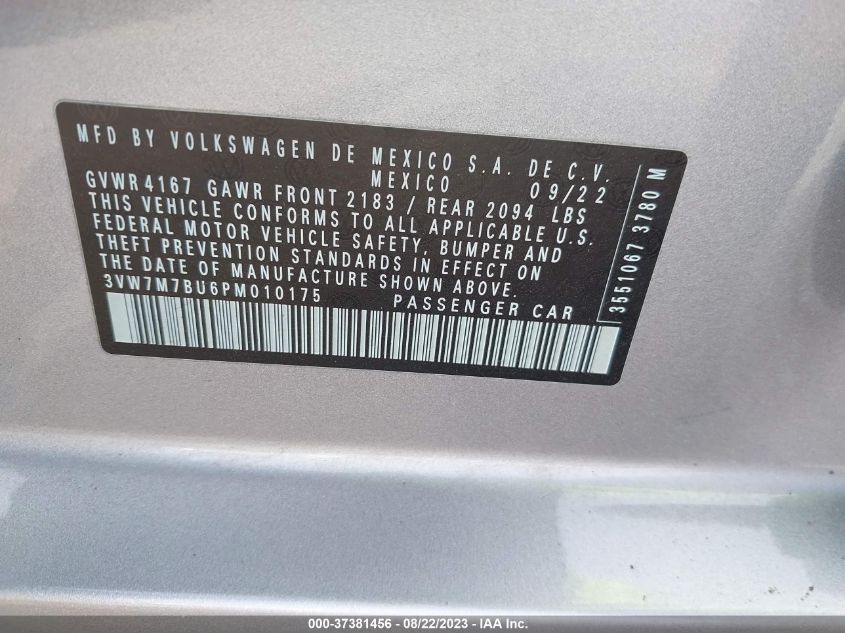 MFD BY VOLKSWAGEN DE MEXICO S.A. DE C.V.
MEXICO 09/22
GVWR 4167 GAWR FRONT 2183 / REAR 2094 LBS
THIS VEHICLE CONFORMS TO ALL APPLICABLE U.S.
FEDERAL MOTOR VEHICLE SAFETY, BUMPER AND
THEFT PREVENTION STANDARDS IN EFFECT ON
THE DATE OF MANUFACTURE SHOWN ABOVE.
3VW7M7BU6PM010175 PASSENGER CAR
3551067 3780 M
000-37381456 - 08/22/2023 - IAA Inc.